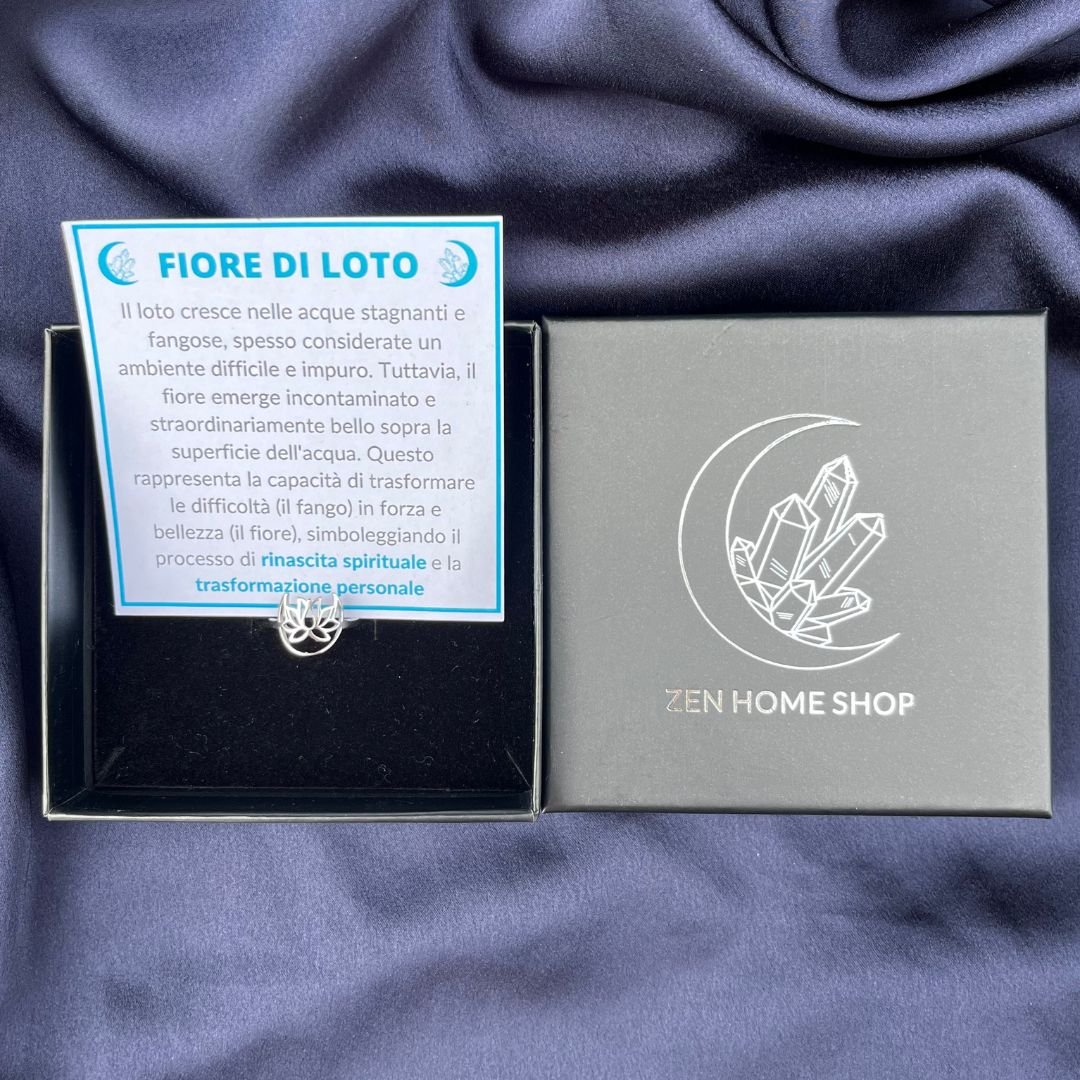 FIORE DI LOTO
Il loto cresce nelle acque stagnanti e
fangose, spesso considerate un
ambiente difficile e impuro. Tuttavia, il
fiore emerge incontaminato e
straordinariamente bello sopra la
superficie dell'acqua. Questo
rappresenta la capacità di trasformare
le difficoltà (il fango) in forza e
bellezza (il fiore), simboleggiando il
processo di rinascita spirituale e la
trasformazione personale
ZEN HOME SHOP